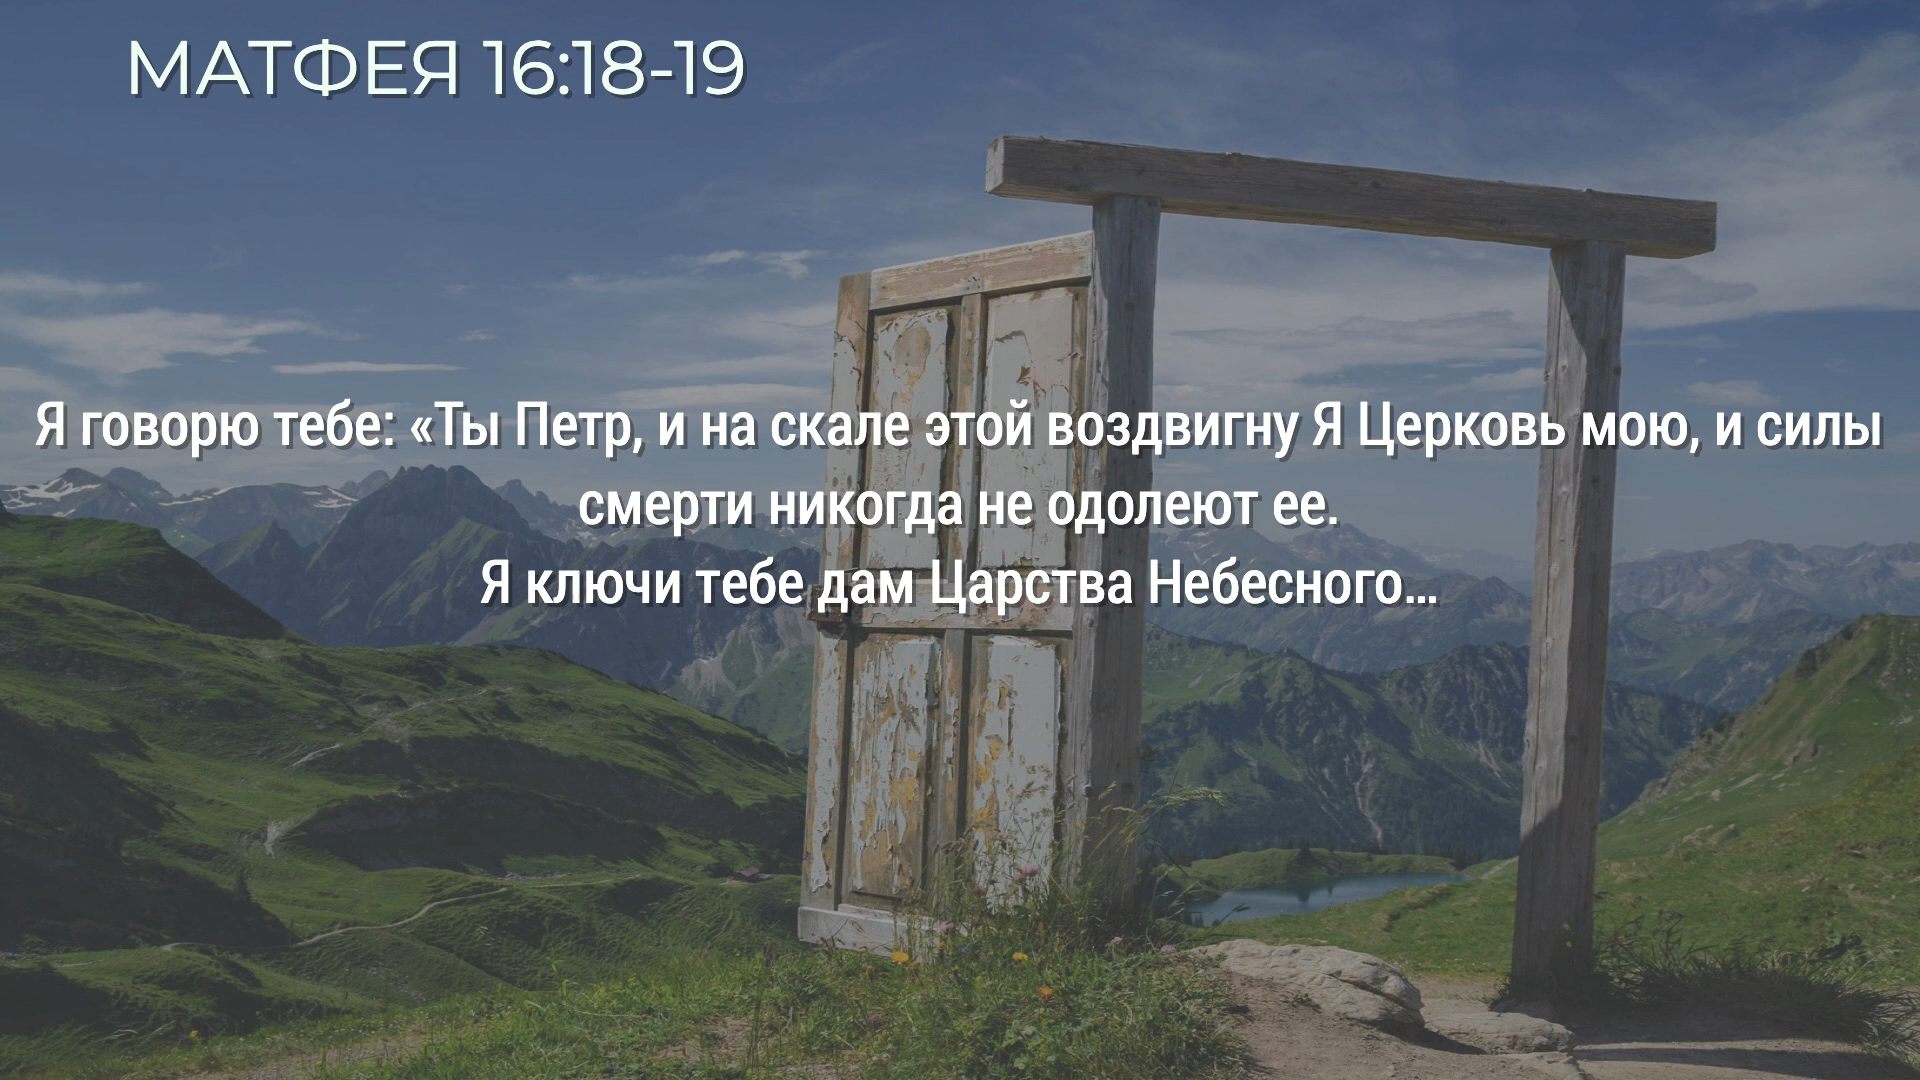 МАТФЕЯ 16:18-19
Я говорю тебе: «Ты Петр, и на скале этой воздвигну Я Церковь мою, и силы
смерти никогда не одолеют ее.
Я ключи тебе дам Царства Небесного…